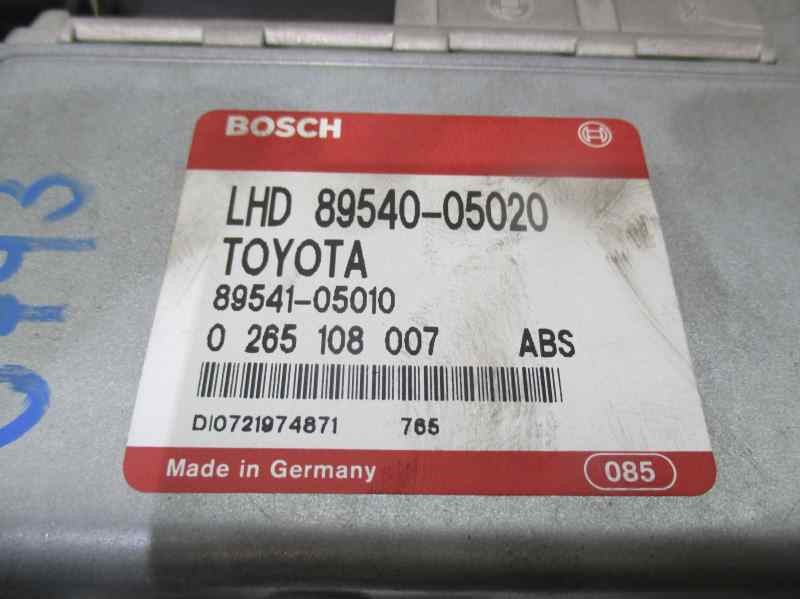 BOSCH
LHD 89540-05020
TOYOTA
89541-05010
0 265 108 007 ABS
DI0721974871 765
Made in Germany 085